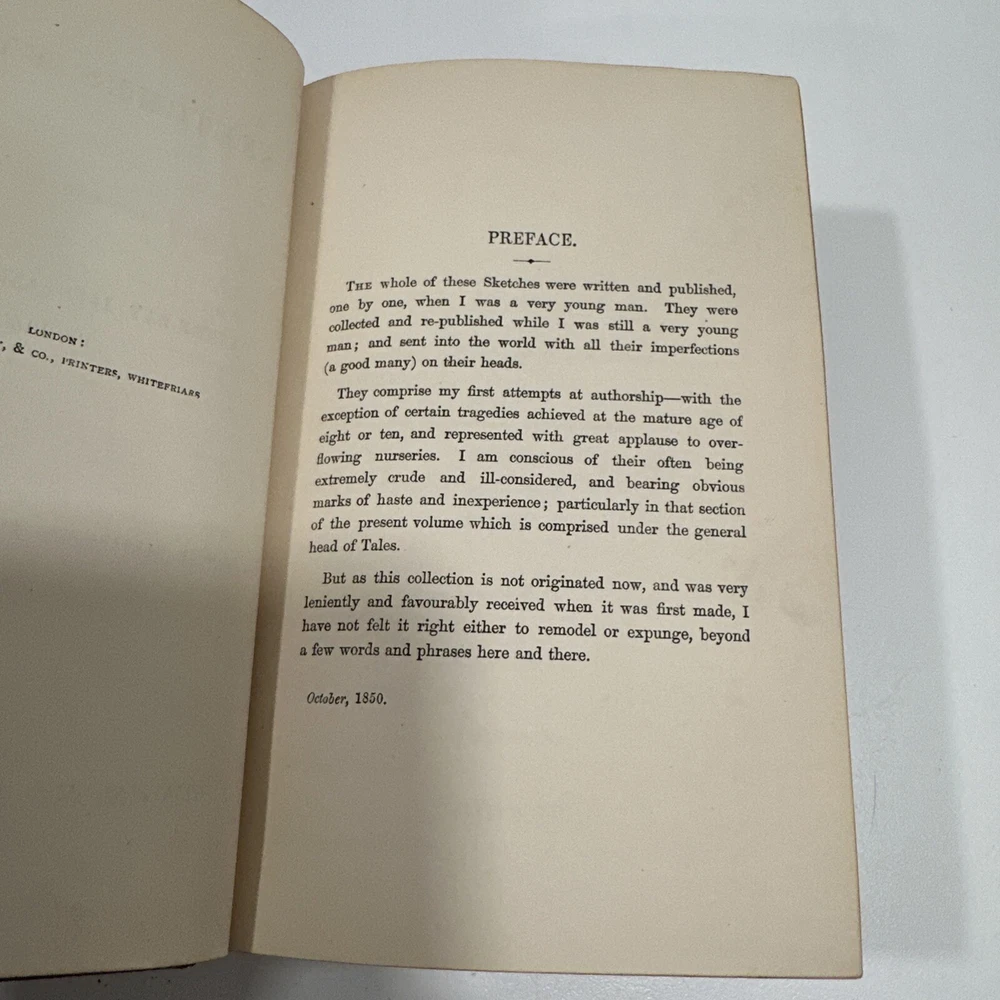 LONDON:
& CO., PRINTERS, WHITEFRIARS
PREFACE.
THE whole of these Sketches were written and published,
one by one, when I was a very young man. They were
collected and re-published while I was still a very young
man; and sent into the world with all their imperfections
(a good many) on their heads.
They comprise my first attempts at authorship—with the
exception of certain tragedies achieved at the mature age of
eight or ten, and represented with great applause to over-
flowing nurseries. I am conscious of their often being
extremely crude and ill-considered, and bearing obvious
marks of haste and inexperience; particularly in that section
of the present volume which is comprised under the general
head of Tales.
But as this collection is not originated now, and was very
leniently and favourably received when it was first made, I
have not felt it right either to remodel or expunge, beyond
a few words and phrases here and there.
October, 1850.